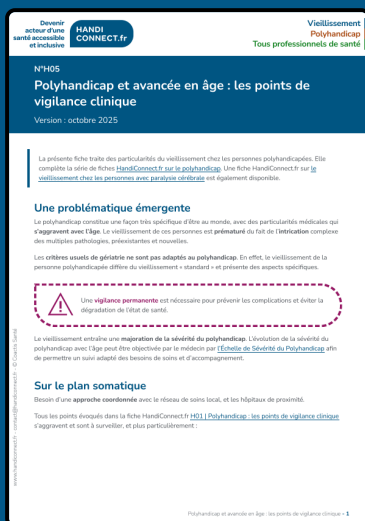 Devenir
acteur d'une
santé accessible
et inclusive
HANDI
CONNECT.fr
Vieillissement
Polyhandicap
Tous professionnels de santé
N°H05
Polyhandicap et avancée en âge : les points de
vigilance clinique
Version : octobre 2025
La présente fiche traite des particularités du vieillissement chez les personnes polyhandicapées. Elle
complète la série de fiches HandiConnect.fr sur le polyhandicap. Une fiche HandiConnect.fr sur le
vieillissement chez les personnes avec paralysie cérébrale est également disponible.
Une problématique émergente
Le polyhandicap constitue une façon très spécifique d'être au monde, avec des particularités médicales qui
s'aggravent avec l'âge. Le vieillissement de ces personnes est prématuré du fait de l'intrication complexe
des multiples pathologies, préexistantes et nouvelles.
Les critères usuels de gériatrie ne sont pas adaptés au polyhandicap. En effet, le vieillissement de la
personne polyhandicapée diffère du vieillissement « standard » et présente des aspects spécifiques.
Une vigilance permanente est nécessaire pour prévenir les complications et éviter la
dégradation de l'état de santé.
Le vieillissement entraîne une majoration de la sévérité du polyhandicap. L'évolution de la sévérité du
polyhandicap avec l'âge peut être objectivée par le médecin par l'Échelle de Sévérité du Polyhandicap afin
de permettre un suivi adapté des besoins de soins et d'accompagnement.
Sur le plan somatique
Besoin d'une approche coordonnée avec le réseau de soins local, et les hôpitaux de proximité.
Tous les points évoqués dans la fiche HandiConnect.fr H01 | Polyhandicap : les points de vigilance clinique
s'aggravent et sont à surveiller, et plus particulièrement :
www.handiconnect.fr - contact@handiconnect.fr - © Coactis Santé
Polyhandicap et avancée en âge : les points de vigilance clinique - 1